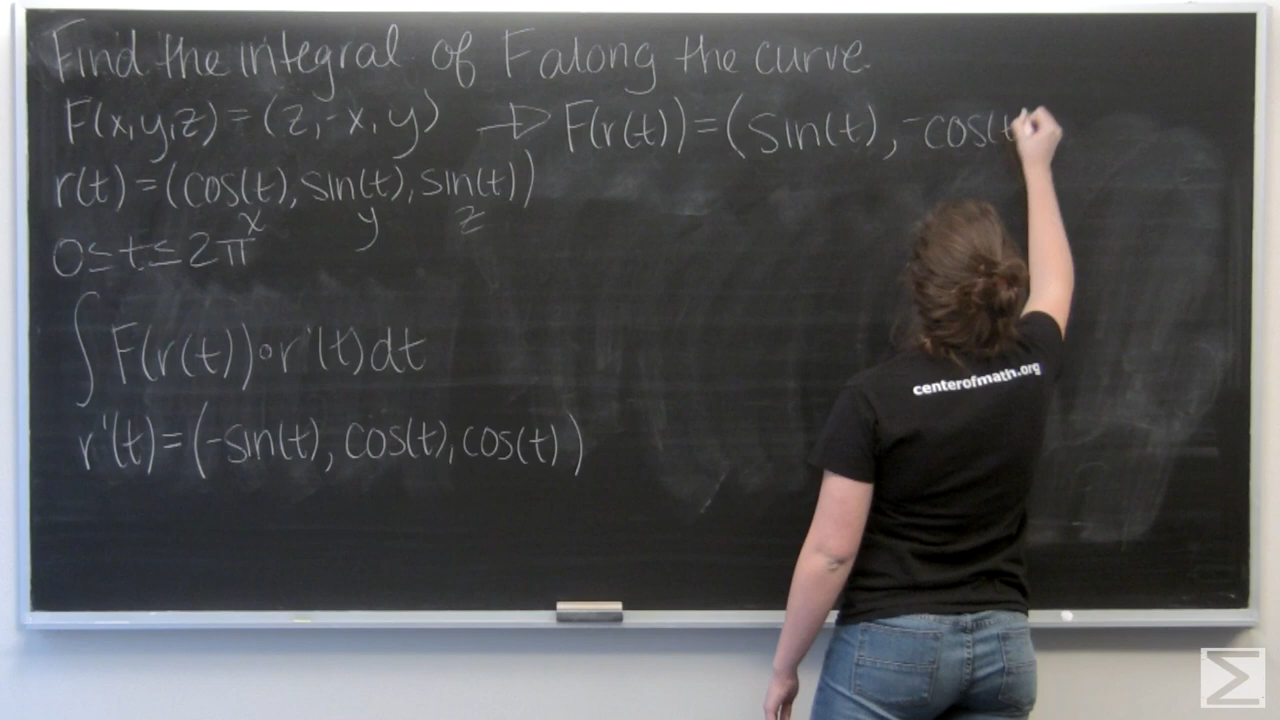 Find the integral of F along the curve.
F(x,y,z) = (z,-x,y) → F(r(t)) = (sin(t), -cos(t
r(t) = (cos(t), sin(t), sin(t))
x y z
0≤t≤2π
∫ F(r(t))∘r'(t)dt
r'(t) = (-sin(t), cos(t), cos(t))
centerofmath.org
Σ